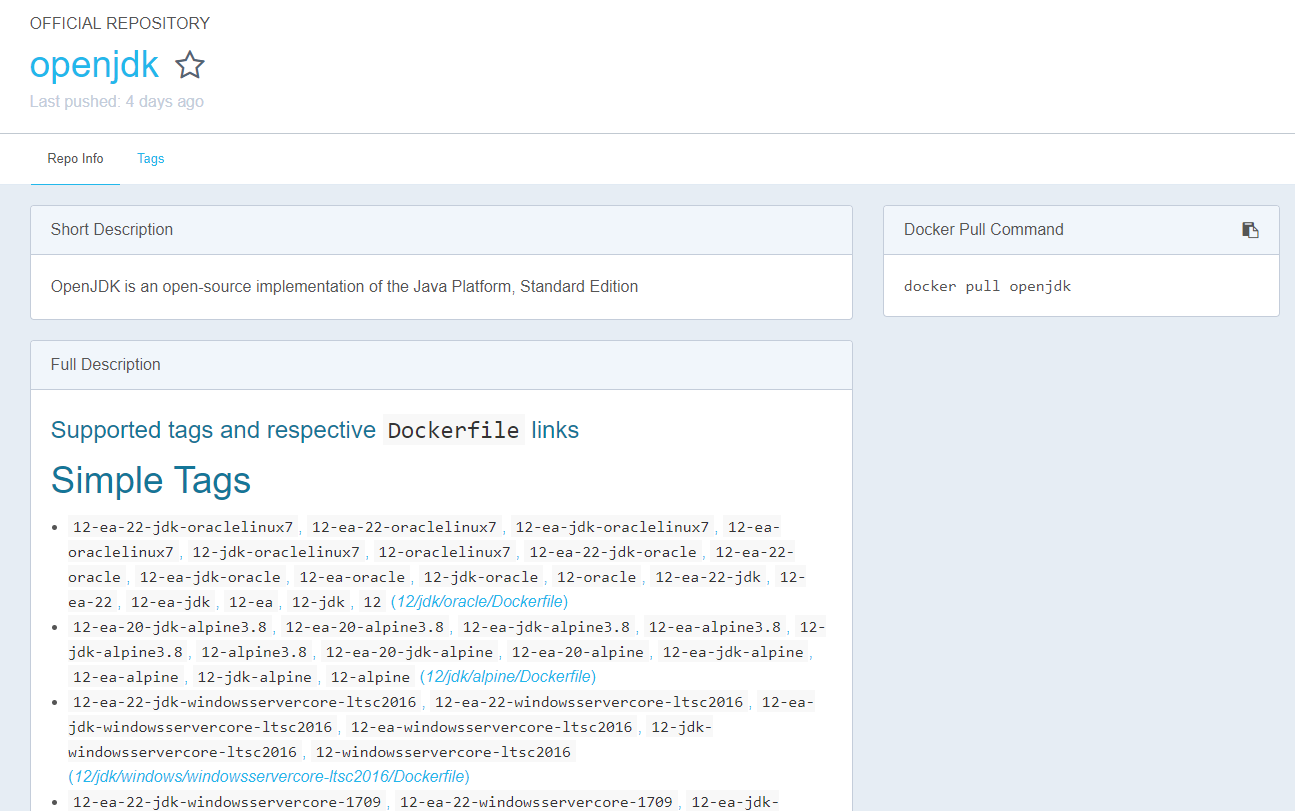 OFFICIAL REPOSITORY
openjdk
Last pushed: 4 days ago
Repo Info Tags
Short Description
OpenJDK is an open-source implementation of the Java Platform, Standard Edition
Docker Pull Command
docker pull openjdk
Full Description
Supported tags and respective Dockerfile links
Simple Tags
12-ea-22-jdk-oraclelinux7, 12-ea-22-oraclelinux7, 12-ea-jdk-oraclelinux7, 12-ea-
oraclelinux7, 12-jdk-oraclelinux7, 12-oraclelinux7, 12-ea-22-jdk-oracle, 12-ea-22-
oracle, 12-ea-jdk-oracle, 12-ea-oracle, 12-jdk-oracle, 12-oracle, 12-ea-22-jdk, 12-
ea-22, 12-ea-jdk, 12-ea, 12-jdk, 12 (12/jdk/oracle/Dockerfile)
12-ea-20-jdk-alpine3.8, 12-ea-20-alpine3.8, 12-ea-jdk-alpine3.8, 12-ea-alpine3.8, 12-
jdk-alpine3.8, 12-alpine3.8, 12-ea-20-jdk-alpine, 12-ea-20-alpine, 12-ea-jdk-alpine,
12-ea-alpine, 12-jdk-alpine, 12-alpine (12/jdk/alpine/Dockerfile)
12-ea-22-jdk-windowsservercore-ltsc2016, 12-ea-22-windowsservercore-ltsc2016, 12-ea-
jdk-windowsservercore-ltsc2016, 12-ea-windowsservercore-ltsc2016, 12-jdk-
windowsservercore-ltsc2016, 12-windowsservercore-ltsc2016
(12/jdk/windows/windowsservercore-ltsc2016/Dockerfile)
12-ea-22-jdk-windowsservercore-1709, 12-ea-22-windowsservercore-1709, 12-ea-jdk-